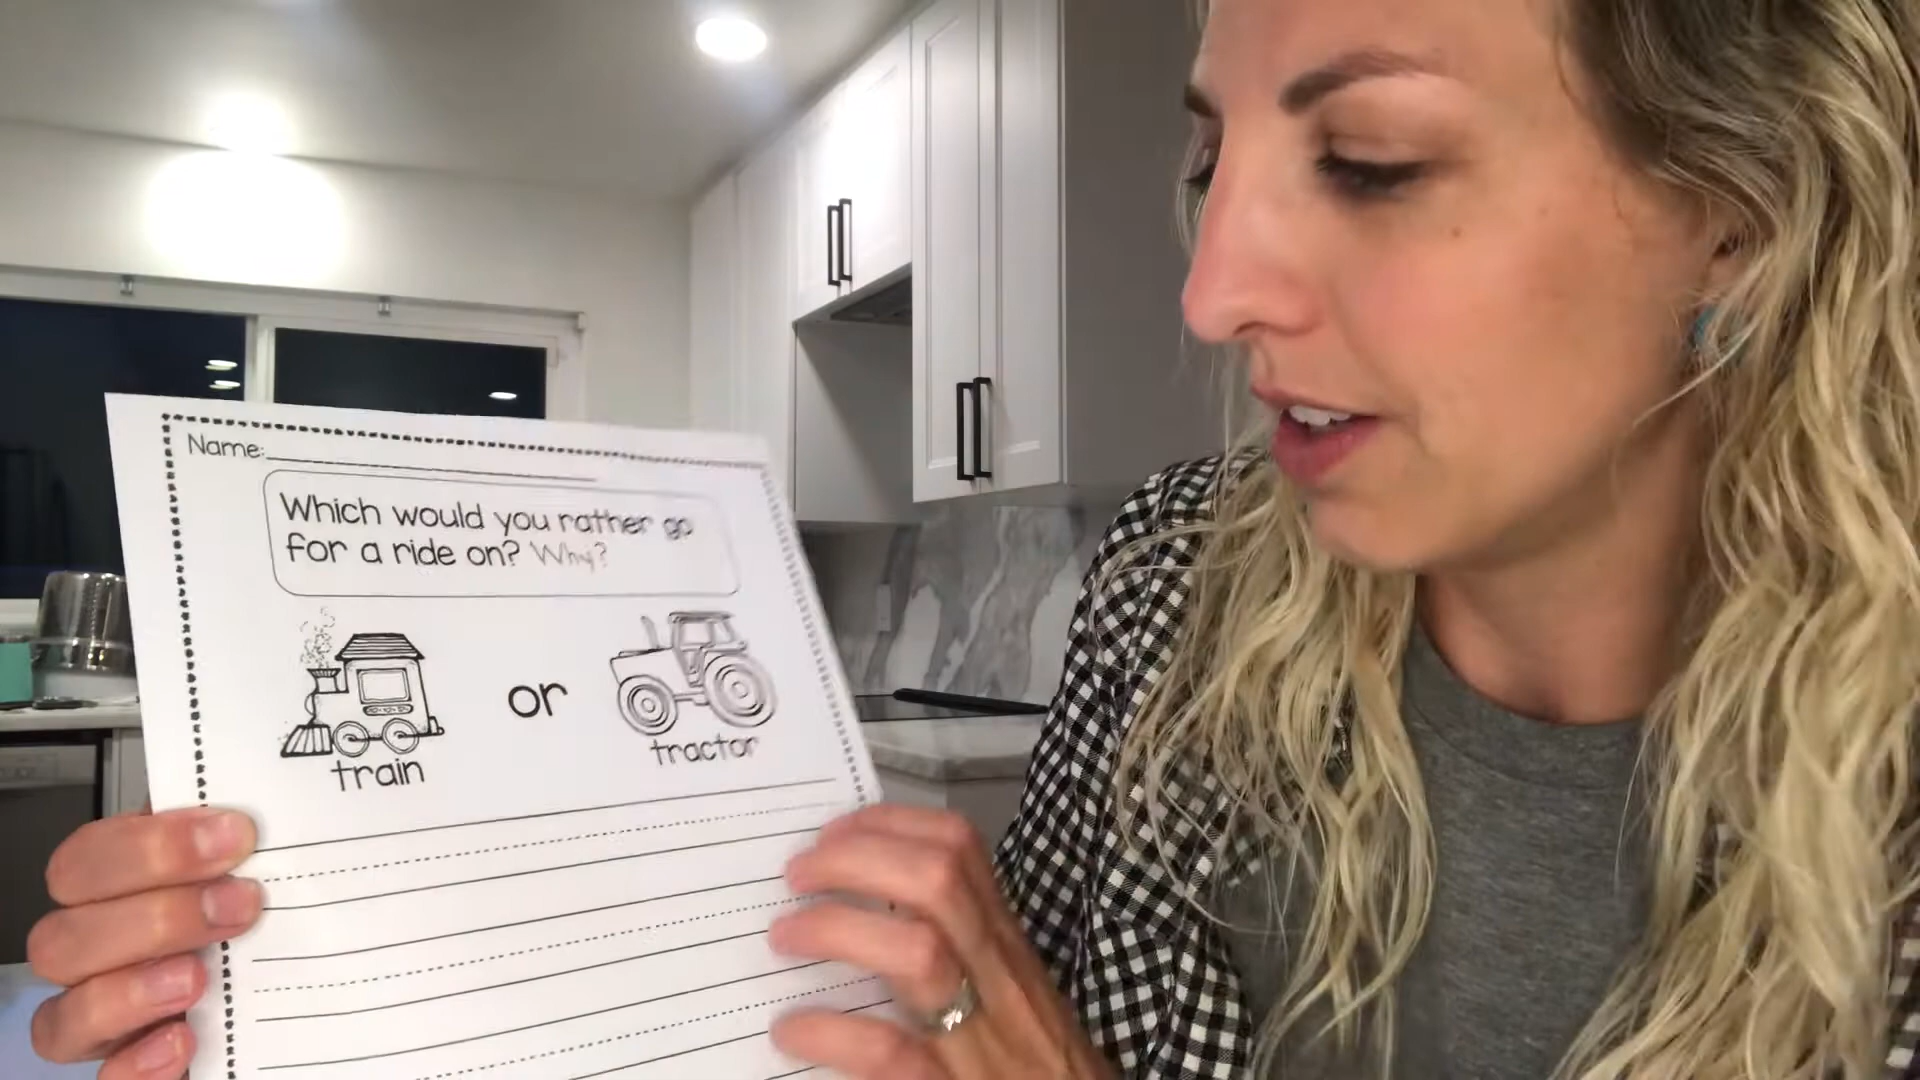 Name:
Which would you rather go
for a ride on? Why?
or
train
tractor